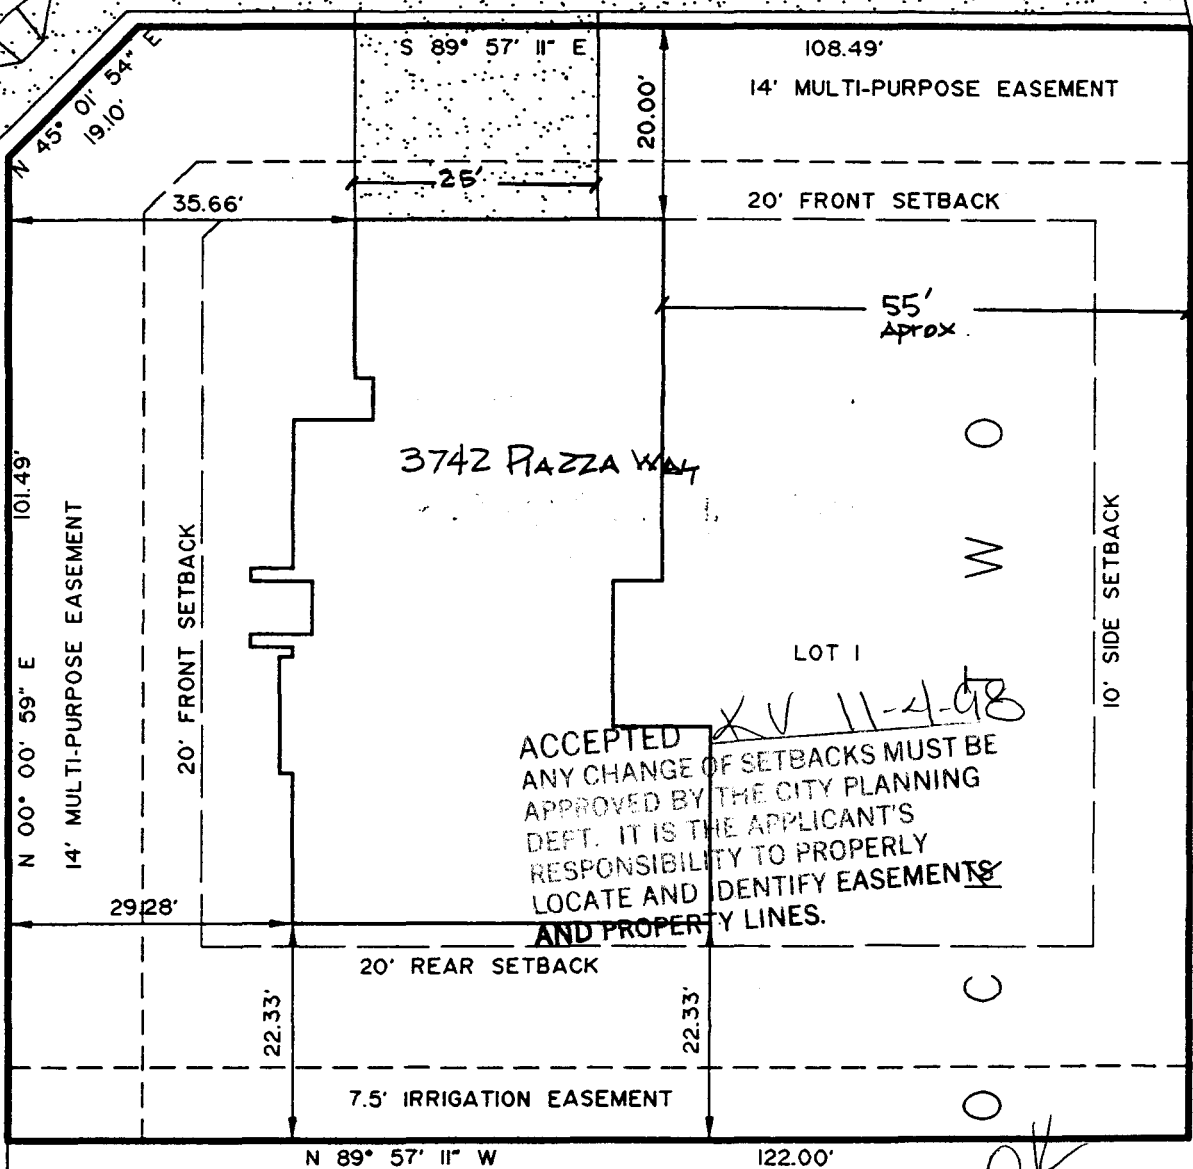 S 89° 57' 11" E 108.49'
14' MULTI-PURPOSE EASEMENT
N 45° 01' 54" E
19.10'
20.00'
25'
35.66'
20' FRONT SETBACK
55'
Aprox.
3742 PIAZZA WAY
101.49'
N 00° 00' 59" E
14' MULTI-PURPOSE EASEMENT
20' FRONT SETBACK
10' SIDE SETBACK
O W O C O
LOT 1
KV 11-4-98
ACCEPTED
ANY CHANGE OF SETBACKS MUST BE
APPROVED BY THE CITY PLANNING
DEPT. IT IS THE APPLICANT'S
RESPONSIBILITY TO PROPERLY
LOCATE AND IDENTIFY EASEMENTS
AND PROPERTY LINES.
29.28'
20' REAR SETBACK
22.33'
22.33'
7.5' IRRIGATION EASEMENT
N 89° 57' 11" W 122.00'
OK